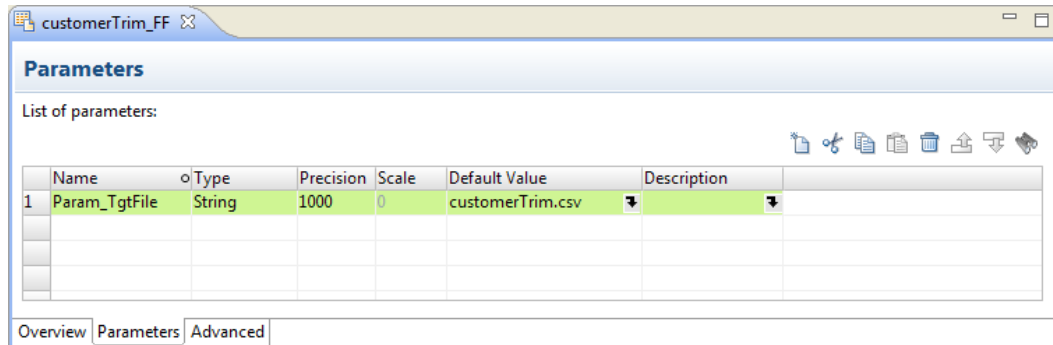 customerTrim_FF
Parameters
List of parameters:
Name Type Precision Scale Default Value Description
1 Param_TgtFile String 1000 0 customerTrim.csv
Overview Parameters Advanced